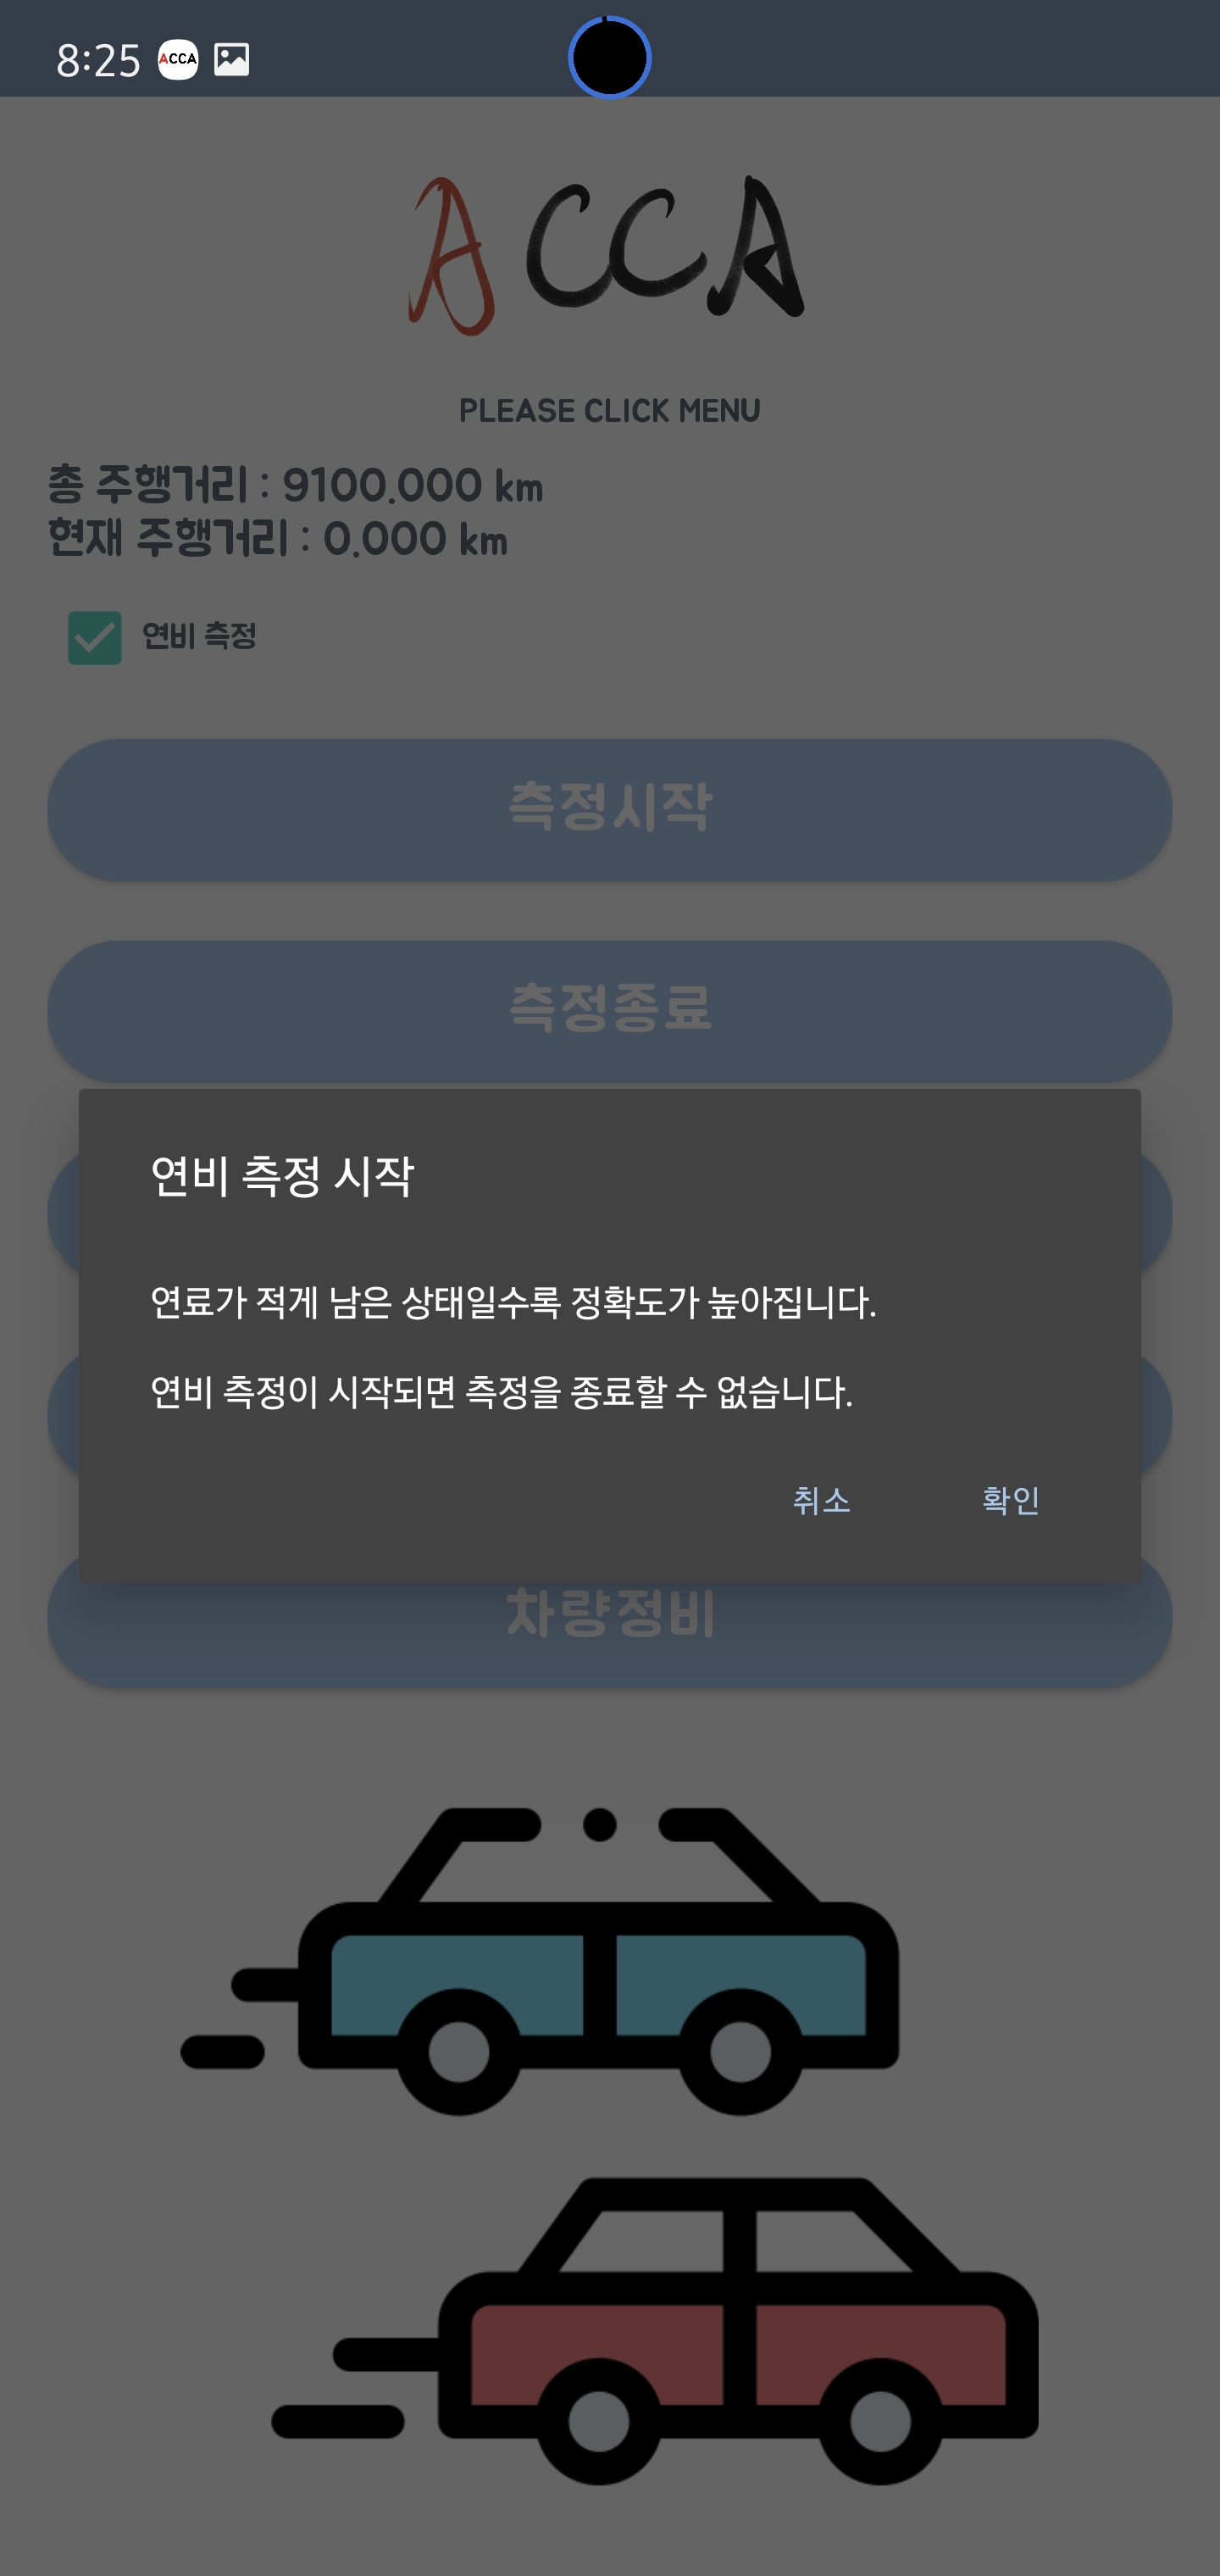 8:25 ACCA
ACCA
PLEASE CLICK MENU
총 주행거리 : 9100.000 km
현재 주행거리 : 0.000 km
연비 측정
측정시작
측정종료
연비 측정 시작
연료가 적게 남은 상태일수록 정확도가 높아집니다.
연비 측정이 시작되면 측정을 종료할 수 없습니다.
취소 확인
차량정비